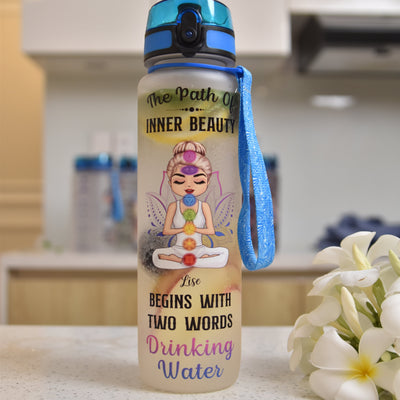 The Path Of
INNER BEAUTY
Lise
BEGINS WITH
TWO WORDS
Drinking
Water